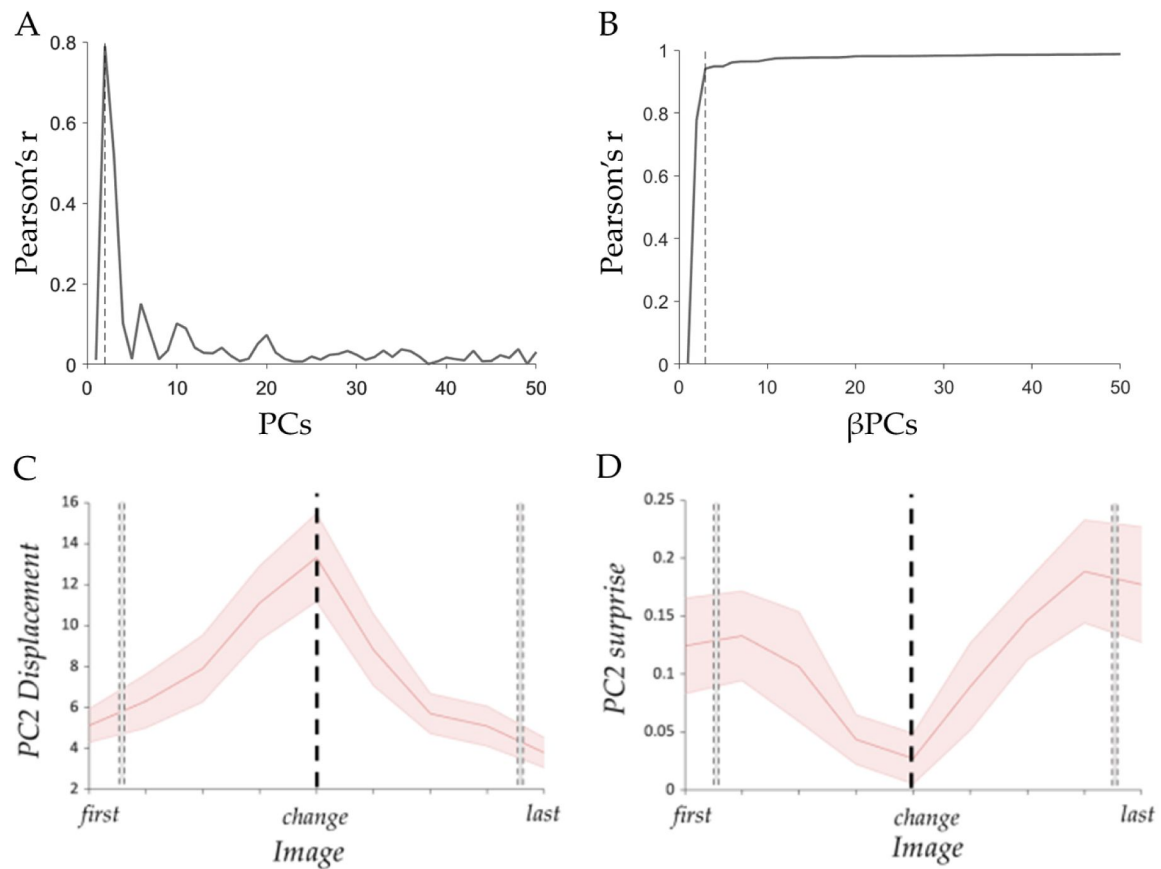 A
Pearson's r
0.8
0.6
0.4
0.2
0
0 10 20 30 40 50
PCs
B
Pearson's r
1
0.8
0.6
0.4
0.2
0
0 10 20 30 40 50
βPCs
C
PC2 Displacement
16
14
12
10
8
6
4
2
first change last
Image
D
PC2 surprise
0.25
0.2
0.15
0.1
0.05
0
first change last
Image